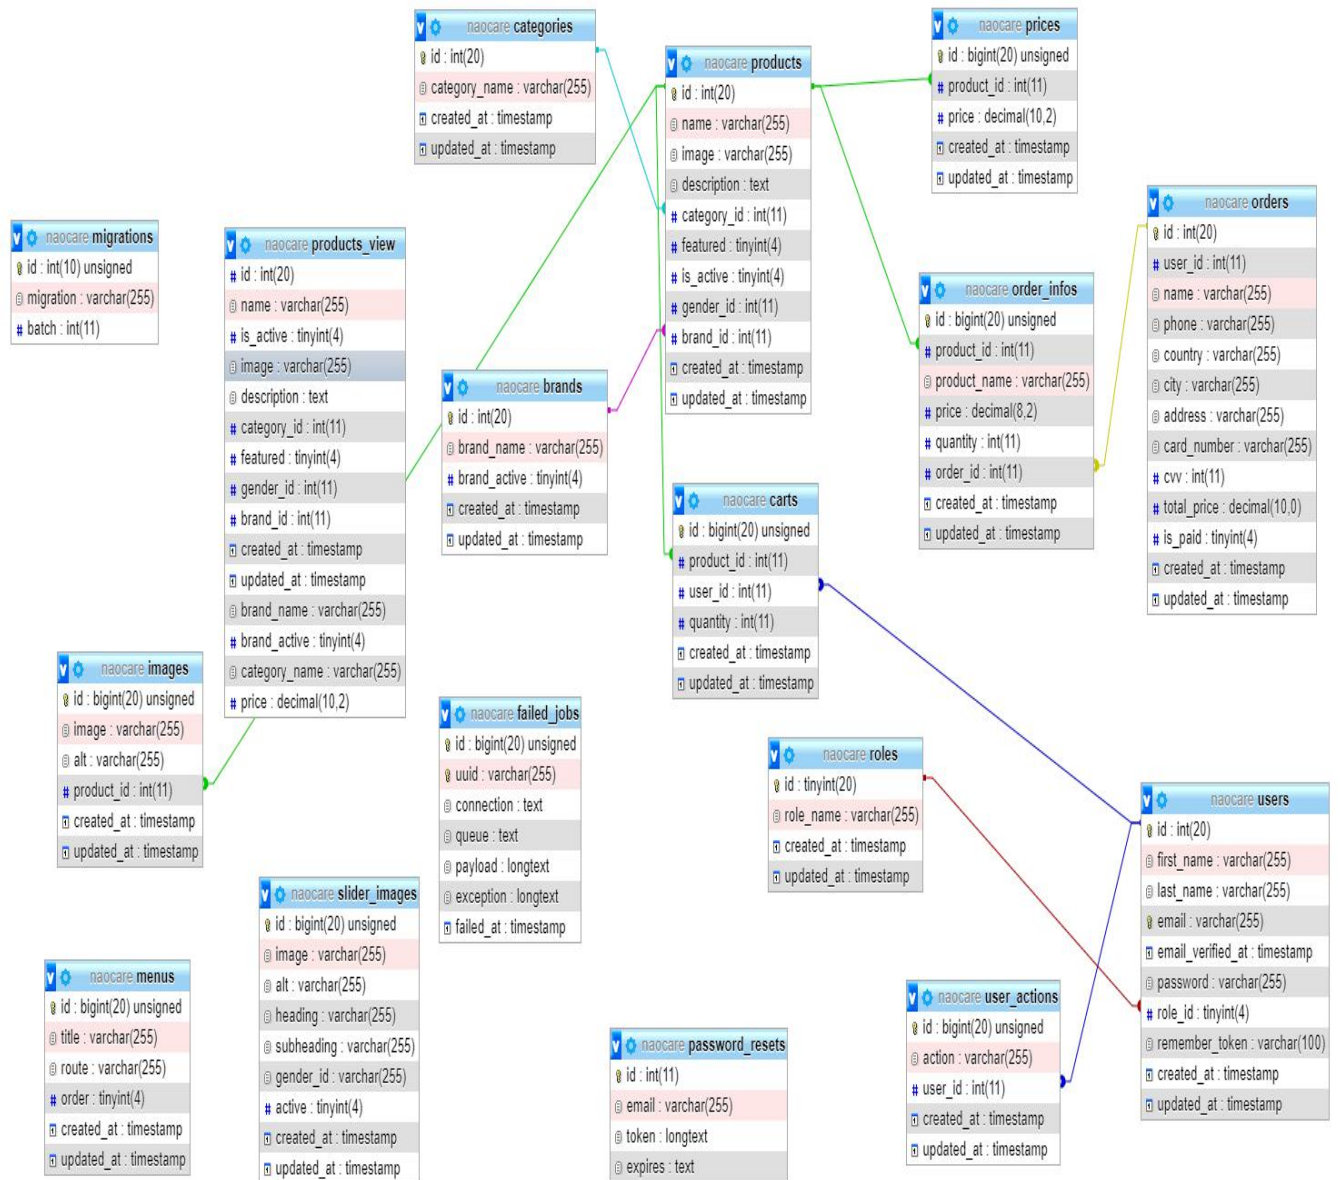 naocare categories
id : int(20)
category_name : varchar(255)
created_at : timestamp
updated_at : timestamp
naocare products
id : int(20)
name : varchar(255)
image : varchar(255)
description : text
category_id : int(11)
featured : tinyint(4)
is_active : tinyint(4)
gender_id : int(11)
brand_id : int(11)
created_at : timestamp
updated_at : timestamp
naocare prices
id : bigint(20) unsigned
product_id : int(11)
price : decimal(10,2)
created_at : timestamp
updated_at : timestamp
naocare migrations
id : int(10) unsigned
migration : varchar(255)
batch : int(11)
naocare products_view
id : int(20)
name : varchar(255)
is_active : tinyint(4)
image : varchar(255)
description : text
category_id : int(11)
featured : tinyint(4)
gender_id : int(11)
brand_id : int(11)
created_at : timestamp
updated_at : timestamp
brand_name : varchar(255)
brand_active : tinyint(4)
category_name : varchar(255)
price : decimal(10,2)
naocare brands
id : int(20)
brand_name : varchar(255)
brand_active : tinyint(4)
created_at : timestamp
updated_at : timestamp
naocare order_infos
id : bigint(20) unsigned
product_id : int(11)
product_name : varchar(255)
price : decimal(8,2)
quantity : int(11)
order_id : int(11)
created_at : timestamp
updated_at : timestamp
naocare orders
id : int(20)
user_id : int(11)
name : varchar(255)
phone : varchar(255)
country : varchar(255)
city : varchar(255)
address : varchar(255)
card_number : varchar(255)
cvv : int(11)
total_price : decimal(10,0)
is_paid : tinyint(4)
created_at : timestamp
updated_at : timestamp
naocare carts
id : bigint(20) unsigned
product_id : int(11)
user_id : int(11)
quantity : int(11)
created_at : timestamp
updated_at : timestamp
naocare images
id : bigint(20) unsigned
image : varchar(255)
alt : varchar(255)
product_id : int(11)
created_at : timestamp
updated_at : timestamp
naocare failed_jobs
id : bigint(20) unsigned
uuid : varchar(255)
connection : text
queue : text
payload : longtext
exception : longtext
failed_at : timestamp
naocare roles
id : tinyint(20)
role_name : varchar(255)
created_at : timestamp
updated_at : timestamp
naocare users
id : int(20)
first_name : varchar(255)
last_name : varchar(255)
email : varchar(255)
email_verified_at : timestamp
password : varchar(255)
role_id : tinyint(4)
remember_token : varchar(100)
created_at : timestamp
updated_at : timestamp
naocare slider_images
id : bigint(20) unsigned
image : varchar(255)
alt : varchar(255)
heading : varchar(255)
subheading : varchar(255)
gender_id : varchar(255)
active : tinyint(4)
created_at : timestamp
updated_at : timestamp
naocare menus
id : bigint(20) unsigned
title : varchar(255)
route : varchar(255)
order : tinyint(4)
created_at : timestamp
updated_at : timestamp
naocare user_actions
id : bigint(20) unsigned
action : varchar(255)
user_id : int(11)
created_at : timestamp
updated_at : timestamp
naocare password_resets
id : int(11)
email : varchar(255)
token : longtext
expires : text